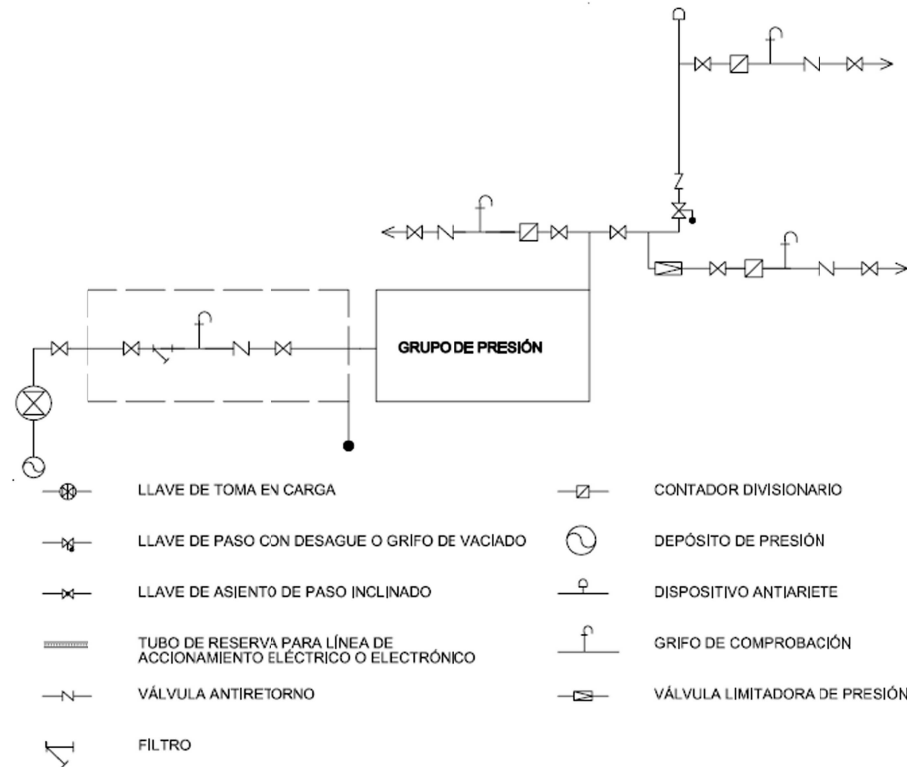 GRUPO DE PRESIÓN
LLAVE DE TOMA EN CARGA
LLAVE DE PASO CON DESAGUE O GRIFO DE VACIADO
LLAVE DE ASIENTO DE PASO INCLINADO
TUBO DE RESERVA PARA LÍNEA DE
ACCIONAMIENTO ELÉCTRICO O ELECTRÓNICO
VÁLVULA ANTIRETORNO
FILTRO
CONTADOR DIVISIONARIO
DEPÓSITO DE PRESIÓN
DISPOSITIVO ANTIARIETE
GRIFO DE COMPROBACIÓN
VÁLVULA LIMITADORA DE PRESIÓN